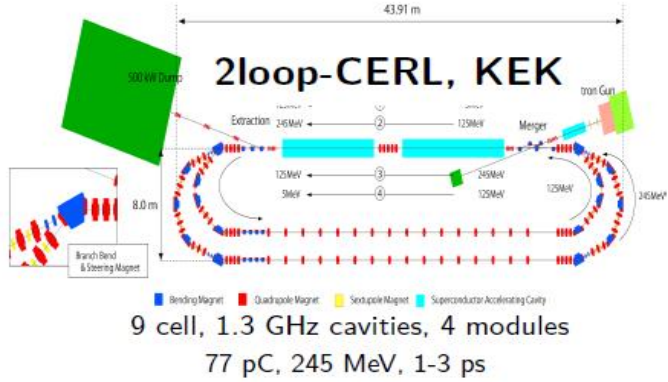 43.91 m
500 kW Dump
2loop-CERL, KEK
tron Gun
Extraction
Merger
245MeV ② 125MeV
125MeV ③ 245MeV
5MeV ④ 125MeV
125MeV
245MeV
8.0 m
Branch Bend
& Steering Magnet
Bending Magnet Quadrupole Magnet Sextupole Magnet Superconductor Accelerating Cavity
9 cell, 1.3 GHz cavities, 4 modules
77 pC, 245 MeV, 1-3 ps